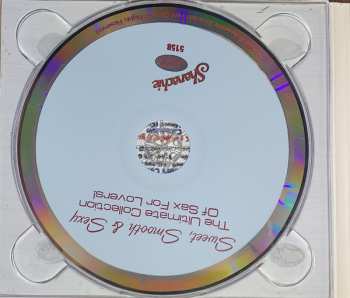 Sweet, Smooth & Sexy
The Ultimate Collection
Of Sax For Lovers!
Shanachie
5158